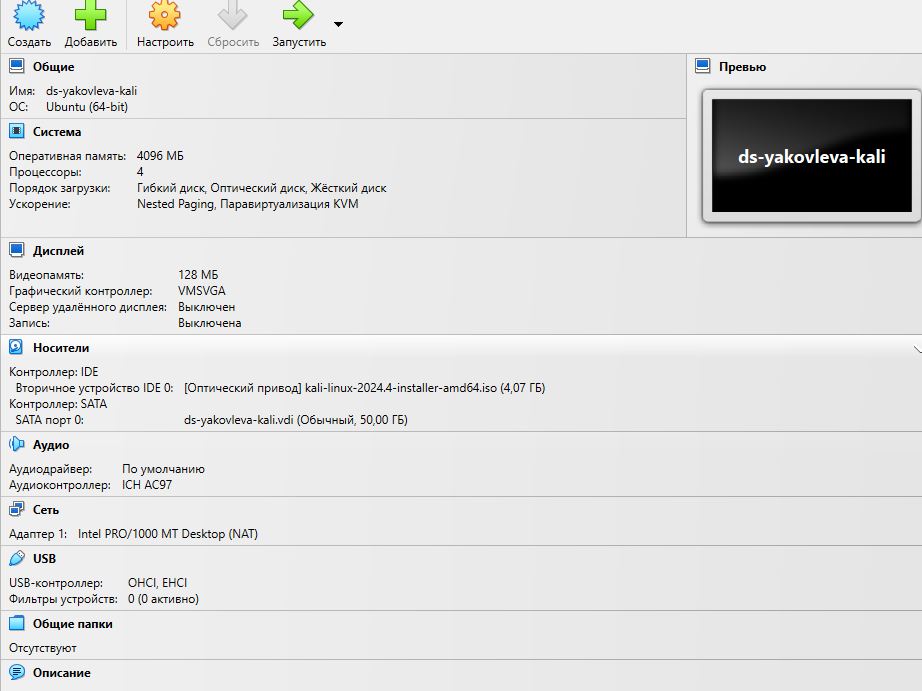 Создать Добавить Настроить Сбросить Запустить
Общие
Имя: ds-yakovleva-kali
ОС: Ubuntu (64-bit)
Превью
ds-yakovleva-kali
Система
Оперативная память: 4096 МБ
Процессоры: 4
Порядок загрузки: Гибкий диск, Оптический диск, Жёсткий диск
Ускорение: Nested Paging, Паравиртуализация KVM
Дисплей
Видеопамять: 128 МБ
Графический контроллер: VMSVGA
Сервер удалённого дисплея: Выключен
Запись: Выключена
Носители
Контроллер: IDE
Вторичное устройство IDE 0: [Оптический привод] kali-linux-2024.4-installer-amd64.iso (4,07 ГБ)
Контроллер: SATA
SATA порт 0: ds-yakovleva-kali.vdi (Обычный, 50,00 ГБ)
Аудио
Аудиодрайвер: По умолчанию
Аудиоконтроллер: ICH AC97
Сеть
Адаптер 1: Intel PRO/1000 MT Desktop (NAT)
USB
USB-контроллер: OHCI, EHCI
Фильтры устройств: 0 (0 активно)
Общие папки
Отсутствуют
Описание